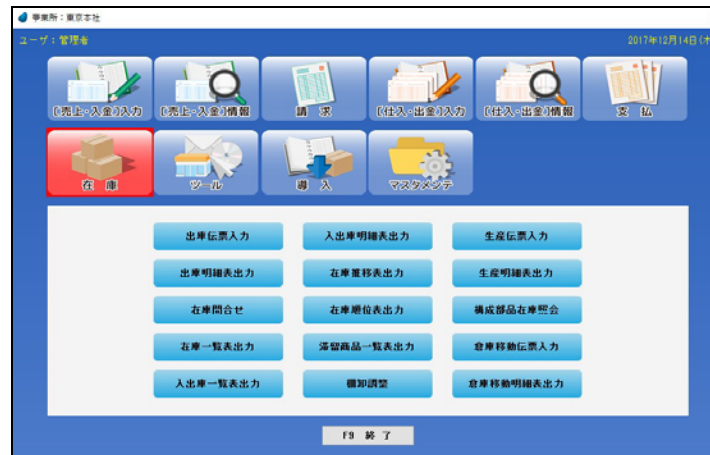 事業所：東京本社
ユーザ：管理者
2017年12月14日(木
[売上・入金]入力
[売上・入金]情報
請 求
[仕入・出金]入力
[仕入・出金]情報
支 払
在 庫
ツール
導 入
マスタメンテ
出庫伝票入力
入出庫明細表出力
生産伝票入力
出庫明細表出力
在庫推移表出力
生産明細表出力
在庫問合せ
在庫順位表出力
構成部品在庫照会
在庫一覧表出力
滞留商品一覧表出力
倉庫移動伝票入力
入出庫一覧表出力
棚卸調整
倉庫移動明細表出力
F9 終 了